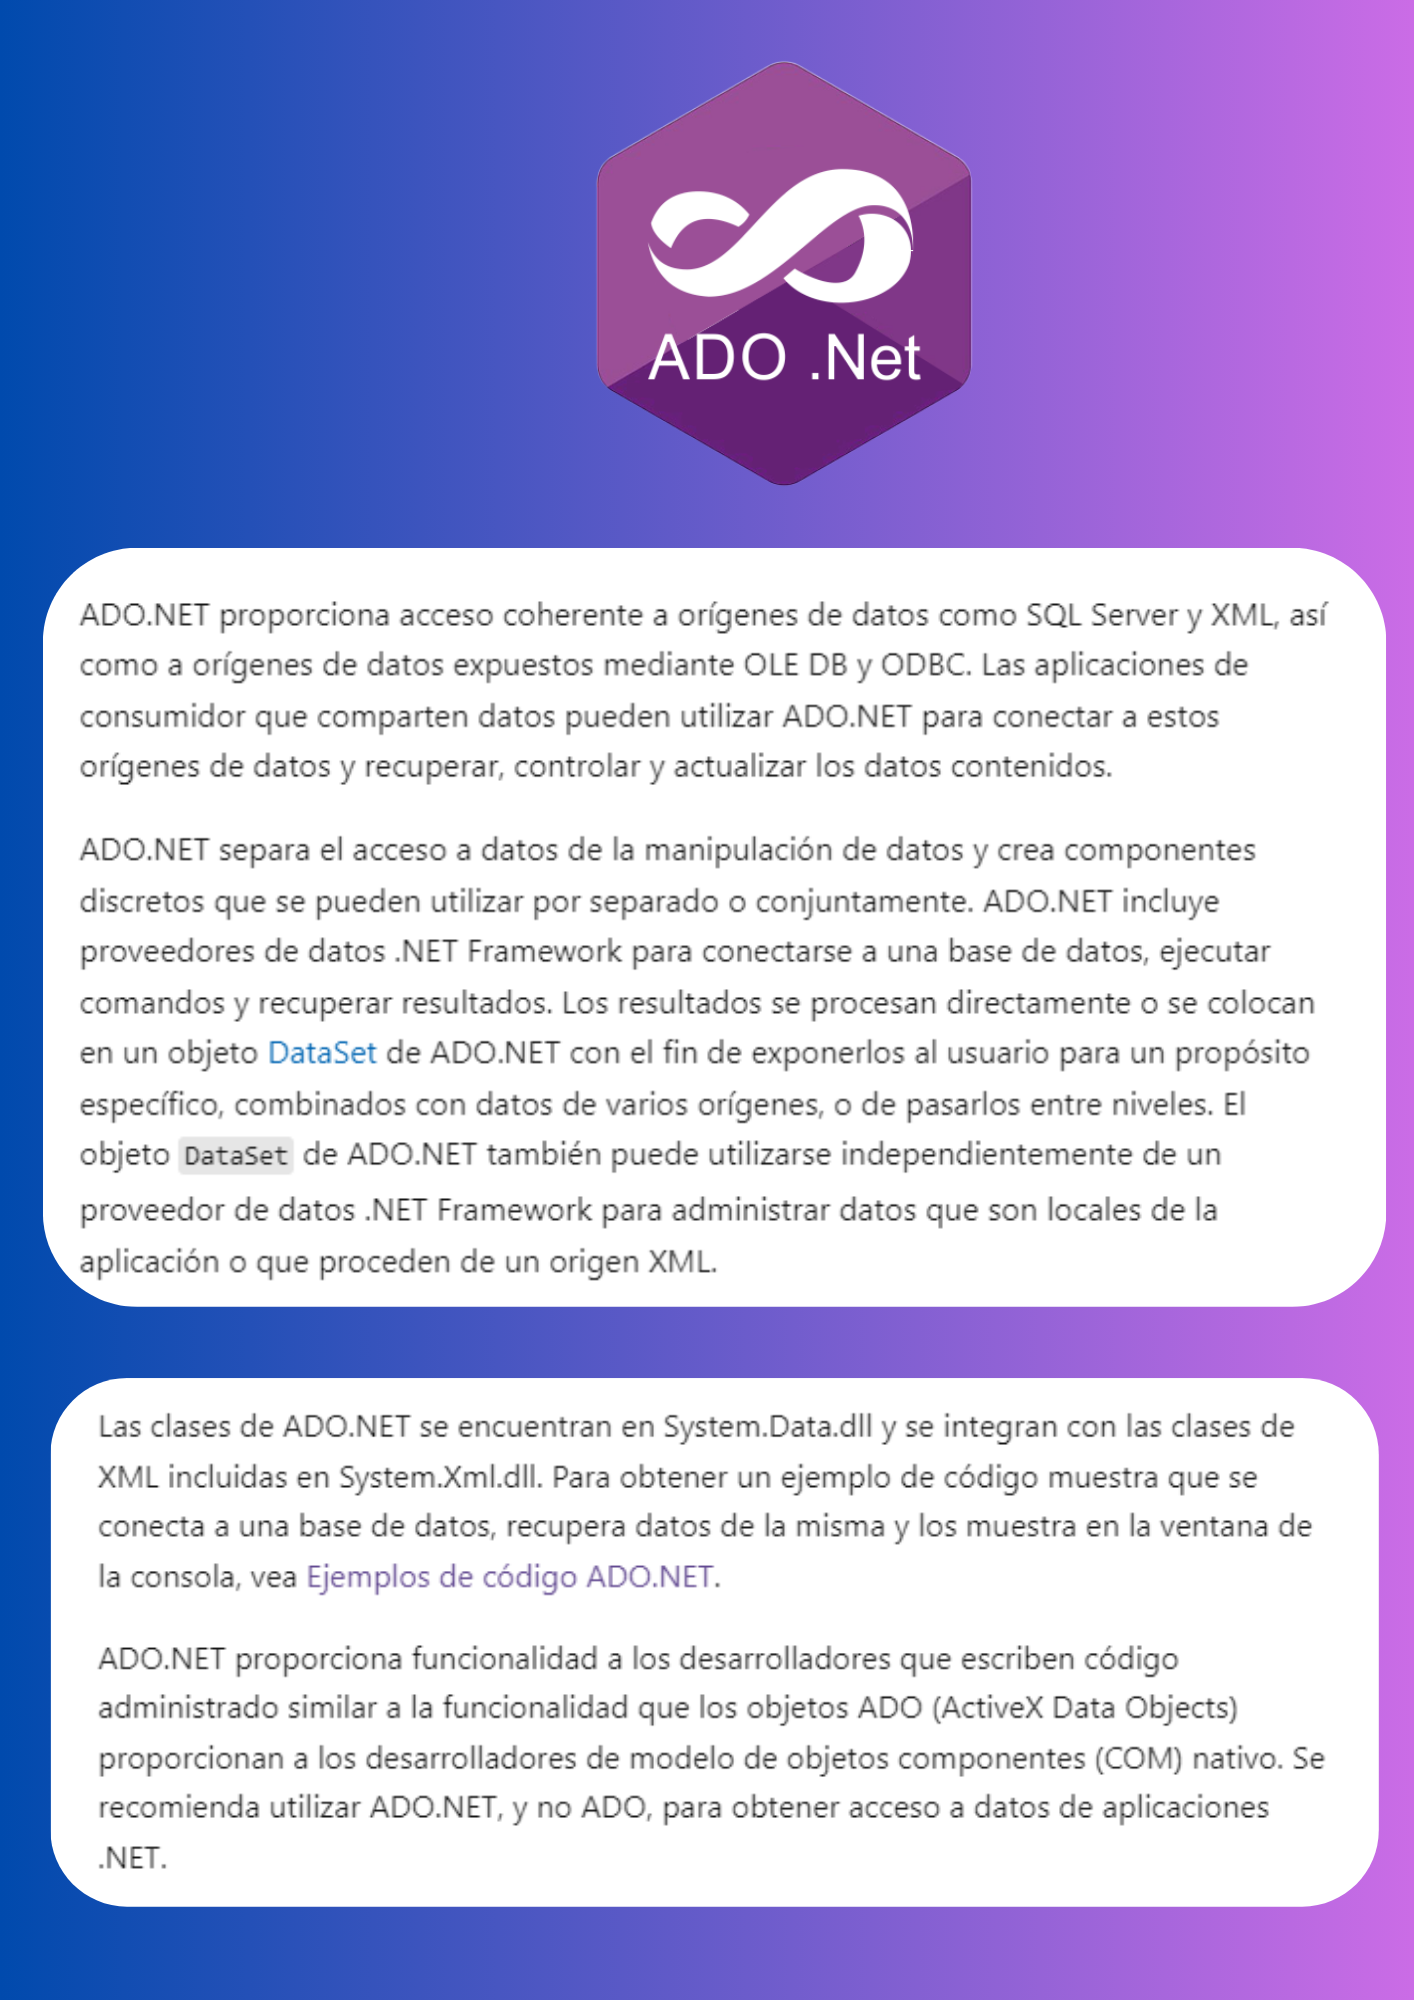 ADO .Net
ADO.NET proporciona acceso coherente a orígenes de datos como SQL Server y XML, así
como a orígenes de datos expuestos mediante OLE DB y ODBC. Las aplicaciones de
consumidor que comparten datos pueden utilizar ADO.NET para conectar a estos
orígenes de datos y recuperar, controlar y actualizar los datos contenidos.
ADO.NET separa el acceso a datos de la manipulación de datos y crea componentes
discretos que se pueden utilizar por separado o conjuntamente. ADO.NET incluye
proveedores de datos .NET Framework para conectarse a una base de datos, ejecutar
comandos y recuperar resultados. Los resultados se procesan directamente o se colocan
en un objeto DataSet de ADO.NET con el fin de exponerlos al usuario para un propósito
específico, combinados con datos de varios orígenes, o de pasarlos entre niveles. El
objeto DataSet de ADO.NET también puede utilizarse independientemente de un
proveedor de datos .NET Framework para administrar datos que son locales de la
aplicación o que proceden de un origen XML.
Las clases de ADO.NET se encuentran en System.Data.dll y se integran con las clases de
XML incluidas en System.Xml.dll. Para obtener un ejemplo de código muestra que se
conecta a una base de datos, recupera datos de la misma y los muestra en la ventana de
la consola, vea Ejemplos de código ADO.NET.
ADO.NET proporciona funcionalidad a los desarrolladores que escriben código
administrado similar a la funcionalidad que los objetos ADO (ActiveX Data Objects)
proporcionan a los desarrolladores de modelo de objetos componentes (COM) nativo. Se
recomienda utilizar ADO.NET, y no ADO, para obtener acceso a datos de aplicaciones
.NET.